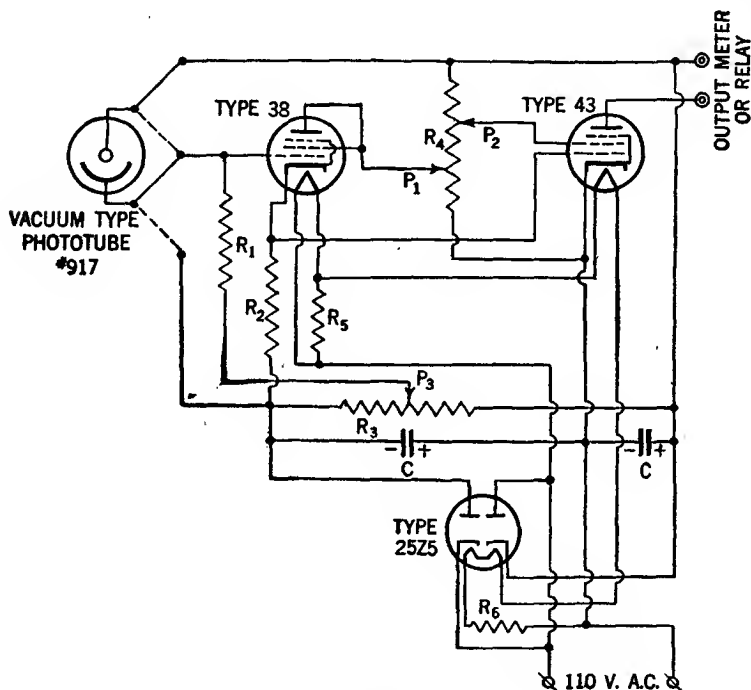 OUTPUT METER
OR RELAY
TYPE 38
TYPE 43
R4
P2
P1
VACUUM TYPE
PHOTOTUBE
#917
R1
R2
R5
P3
R3
- +
C
- +
C
TYPE
25Z5
R6
110 V. A.C.